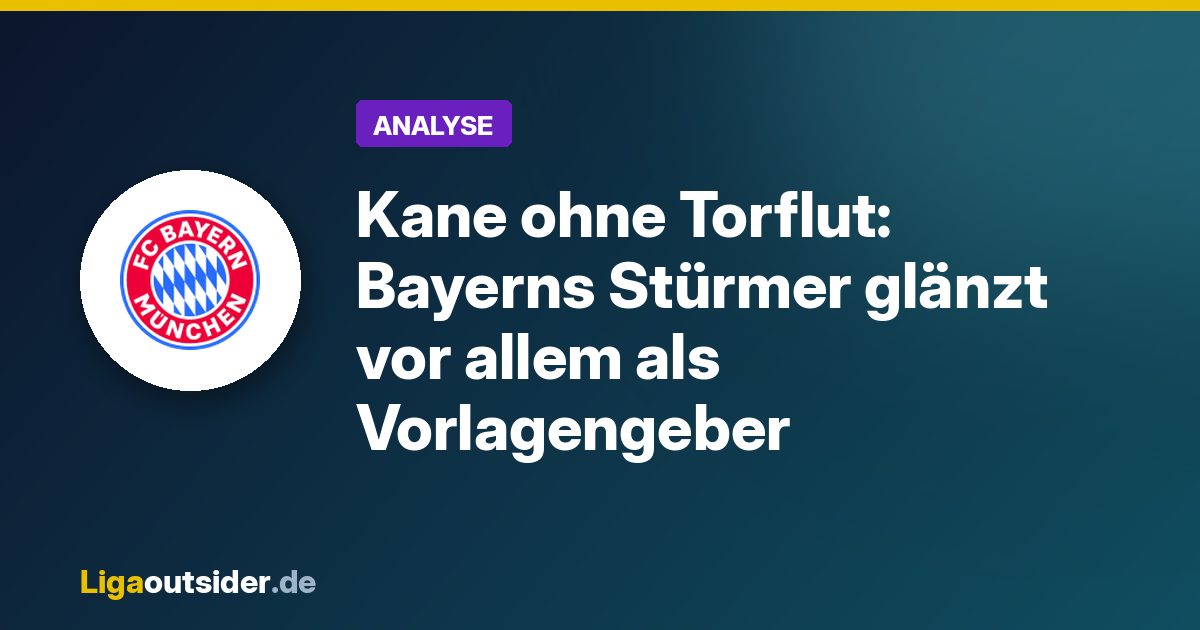 ANALYSE
Kane ohne Torflut:
Bayerns Stürmer glänzt
vor allem als
Vorlagengeber
FC BAYERN
MÜNCHEN
Ligaoutsider.de